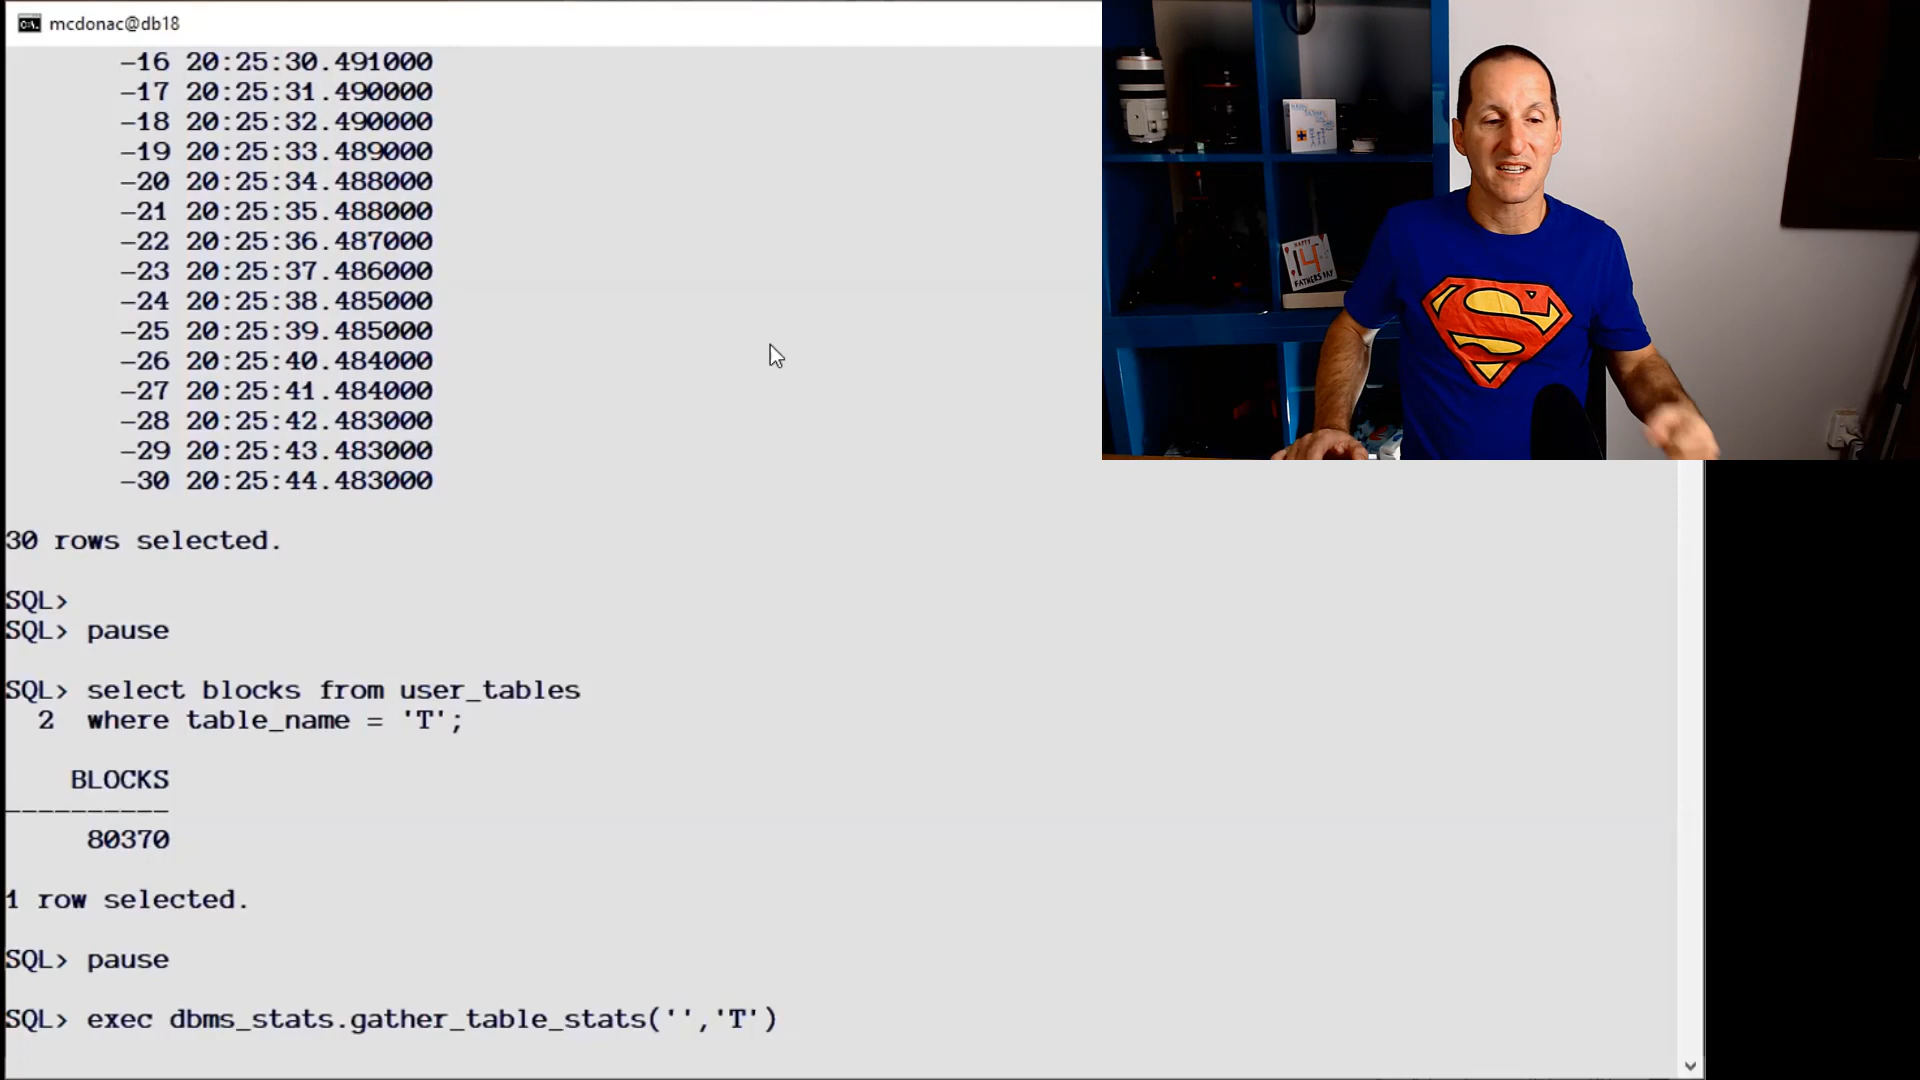 mcdonac@db18
-16 20:25:30.491000
-17 20:25:31.490000
-18 20:25:32.490000
-19 20:25:33.489000
-20 20:25:34.488000
-21 20:25:35.488000
-22 20:25:36.487000
-23 20:25:37.486000
-24 20:25:38.485000
-25 20:25:39.485000
-26 20:25:40.484000
-27 20:25:41.484000
-28 20:25:42.483000
-29 20:25:43.483000
-30 20:25:44.483000
30 rows selected.
SQL>
SQL> pause
SQL> select blocks from user_tables
2 where table_name = 'T';
BLOCKS
----------
80370
1 row selected.
SQL> pause
SQL> exec dbms_stats.gather_table_stats('','T')
HAPPY
14
FATHERS DAY
S